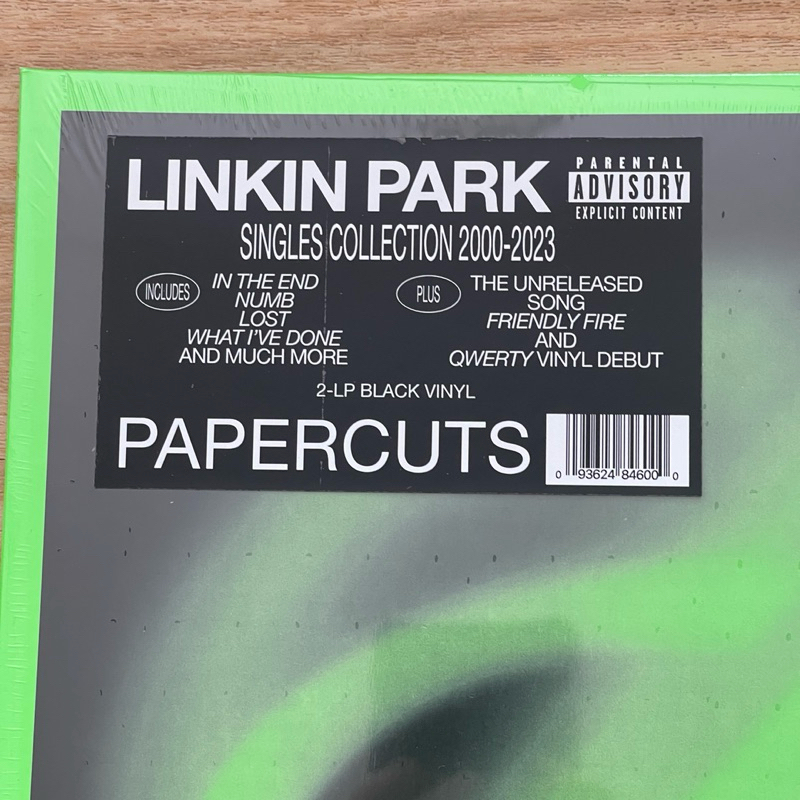 LINKIN PARK
PARENTAL
ADVISORY
EXPLICIT CONTENT
SINGLES COLLECTION 2000-2023
INCLUDES
IN THE END
NUMB
LOST
WHAT I'VE DONE
AND MUCH MORE
PLUS
THE UNRELEASED
SONG
FRIENDLY FIRE
AND
QWERTY VINYL DEBUT
2-LP BLACK VINYL
PAPERCUTS
0 93624 84600 0